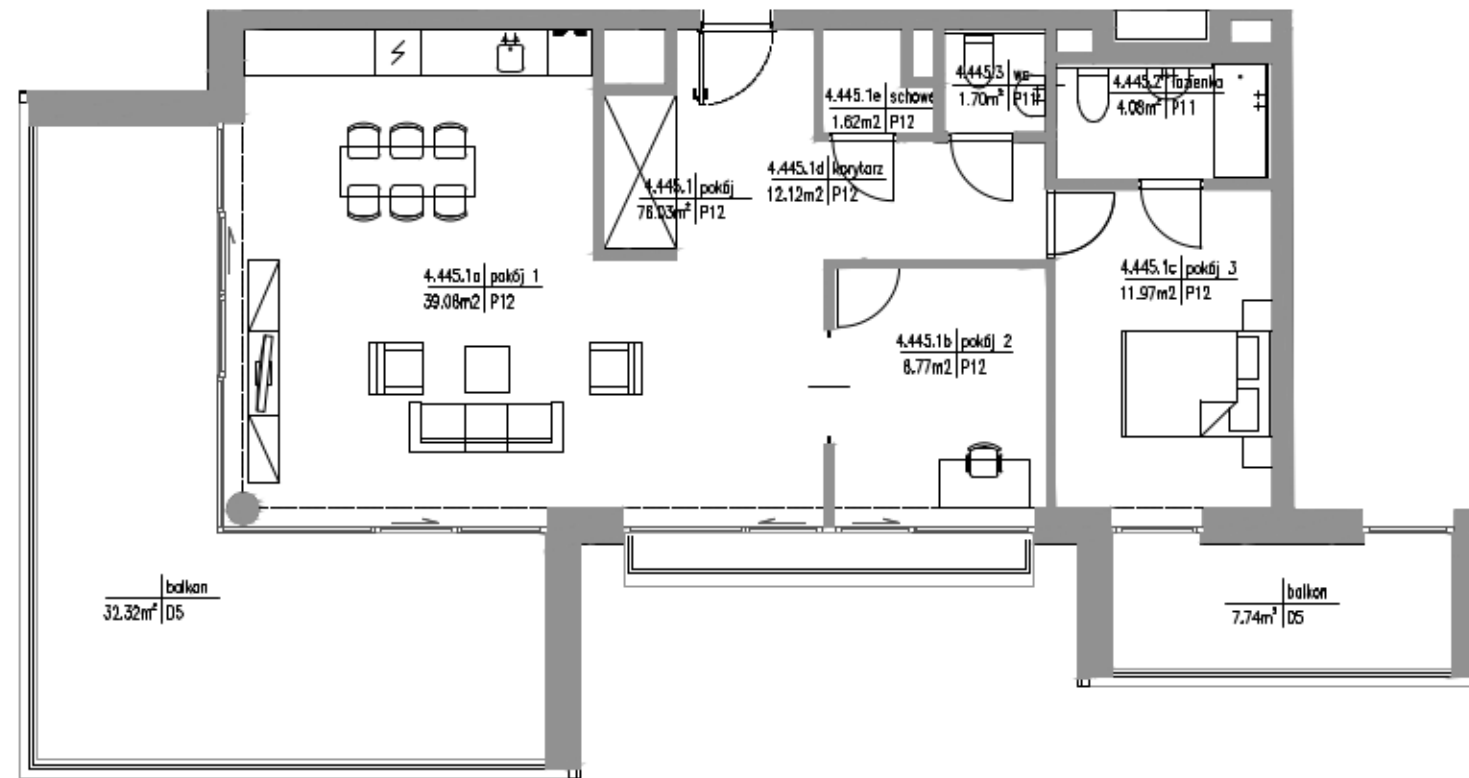 4.445.3 wc
1.70m² P11
4.445.2 łazienka
4.08m² P11
4.445.1e schowe
1.62m2 P12
4.445.1d korytarz
12.12m2 P12
4.445.1 pokój
76.03m² P12
4.445.1a pokój 1
39.08m2 P12
4.445.1c pokój 3
11.97m2 P12
4.445.1b pokój 2
8.77m2 P12
balkon
32.32m² D5
balkon
7.74m² D5